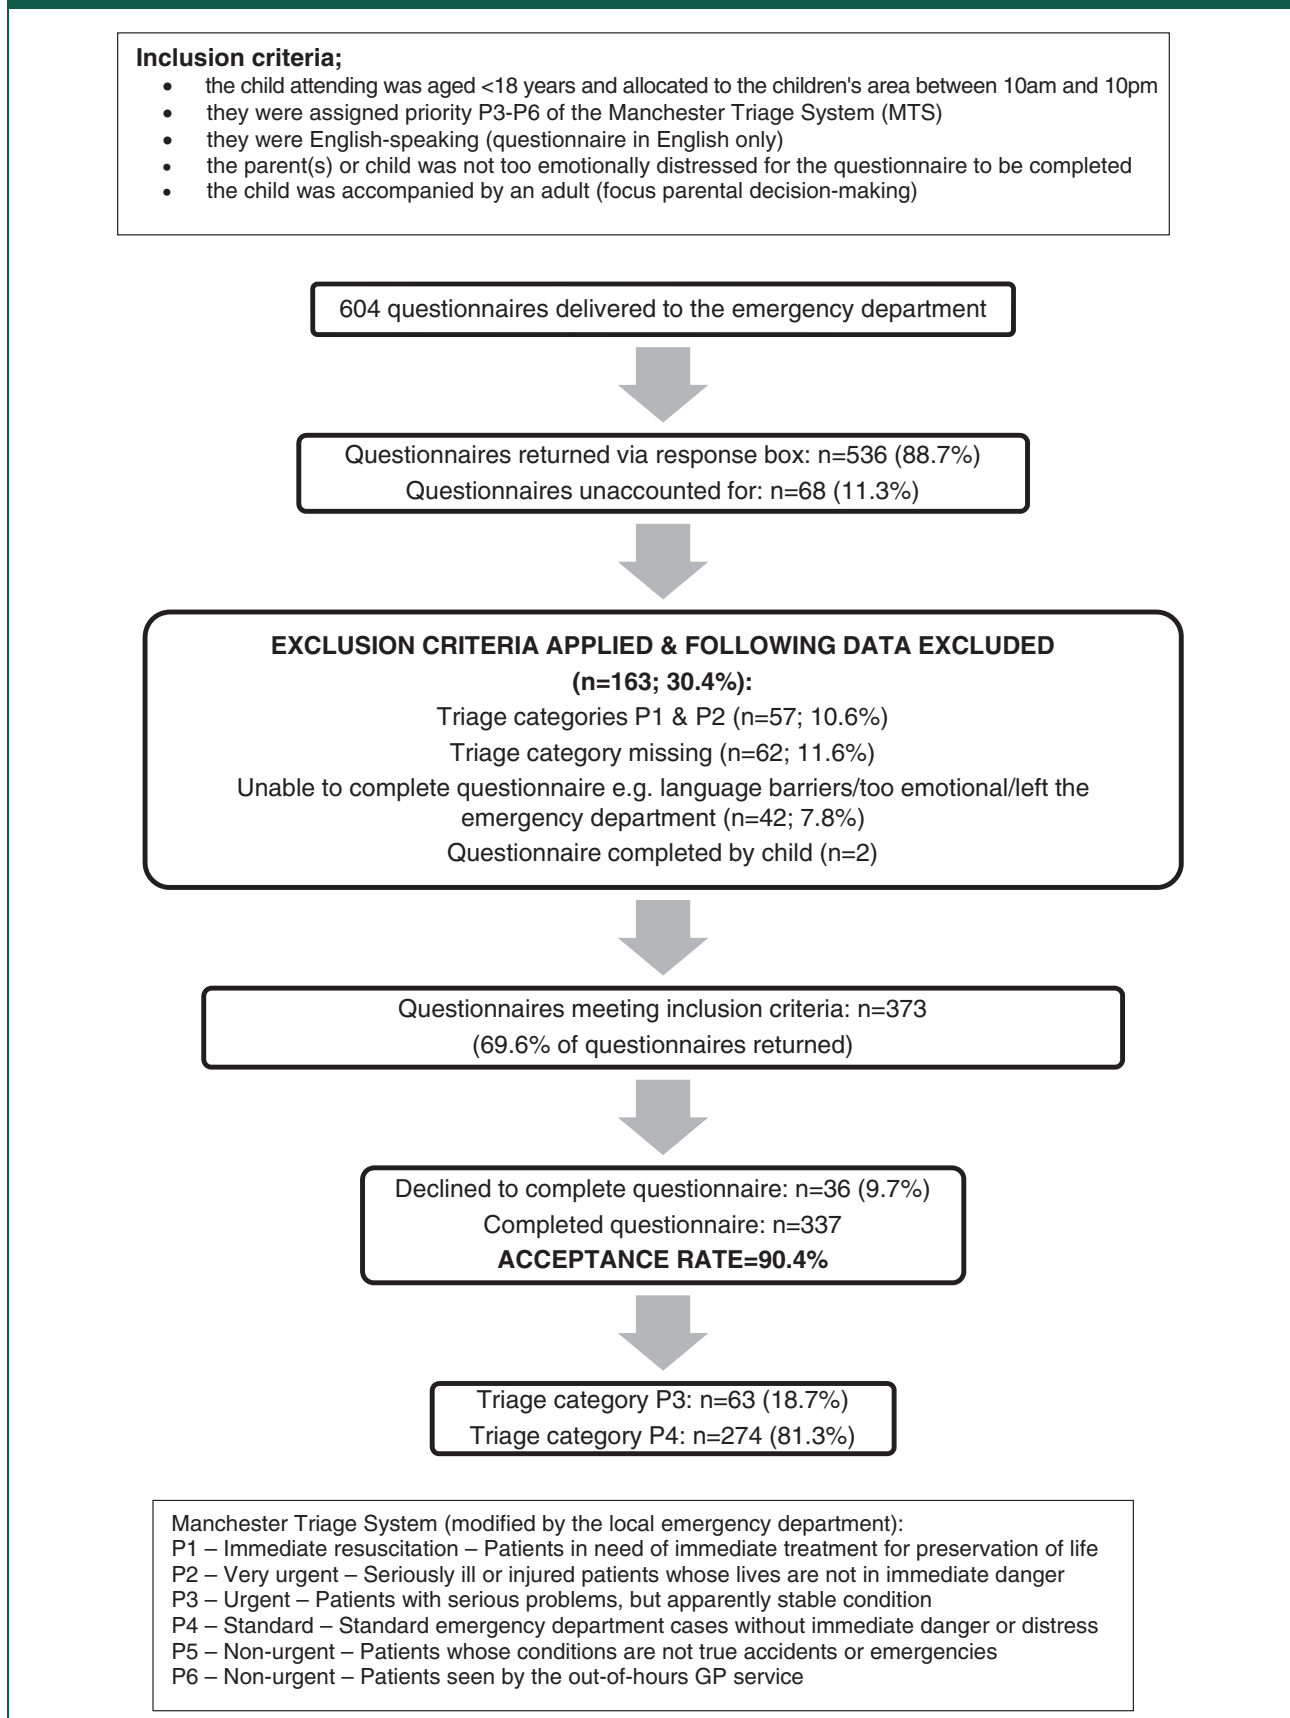 Inclusion criteria;
• the child attending was aged <18 years and allocated to the children's area between 10am and 10pm
• they were assigned priority P3-P6 of the Manchester Triage System (MTS)
• they were English-speaking (questionnaire in English only)
• the parent(s) or child was not too emotionally distressed for the questionnaire to be completed
• the child was accompanied by an adult (focus parental decision-making)
604 questionnaires delivered to the emergency department
Questionnaires returned via response box: n=536 (88.7%)
Questionnaires unaccounted for: n=68 (11.3%)
EXCLUSION CRITERIA APPLIED & FOLLOWING DATA EXCLUDED
(n=163; 30.4%):
Triage categories P1 & P2 (n=57; 10.6%)
Triage category missing (n=62; 11.6%)
Unable to complete questionnaire e.g. language barriers/too emotional/left the
emergency department (n=42; 7.8%)
Questionnaire completed by child (n=2)
Questionnaires meeting inclusion criteria: n=373
(69.6% of questionnaires returned)
Declined to complete questionnaire: n=36 (9.7%)
Completed questionnaire: n=337
ACCEPTANCE RATE=90.4%
Triage category P3: n=63 (18.7%)
Triage category P4: n=274 (81.3%)
Manchester Triage System (modified by the local emergency department):
P1 – Immediate resuscitation – Patients in need of immediate treatment for preservation of life
P2 – Very urgent – Seriously ill or injured patients whose lives are not in immediate danger
P3 – Urgent – Patients with serious problems, but apparently stable condition
P4 – Standard – Standard emergency department cases without immediate danger or distress
P5 – Non-urgent – Patients whose conditions are not true accidents or emergencies
P6 – Non-urgent – Patients seen by the out-of-hours GP service